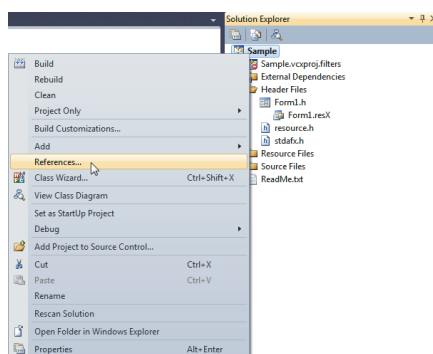 Solution Explorer
Sample
Sample.vcxproj.filters
External Dependencies
Header Files
Form1.h
Form1.resX
resource.h
stdafx.h
Resource Files
Source Files
ReadMe.txt
Build
Rebuild
Clean
Project Only
Build Customizations...
Add
References...
Class Wizard... Ctrl+Shift+X
View Class Diagram
Set as StartUp Project
Debug
Add Project to Source Control...
Cut Ctrl+X
Paste Ctrl+V
Rename
Rescan Solution
Open Folder in Windows Explorer
Properties Alt+Enter